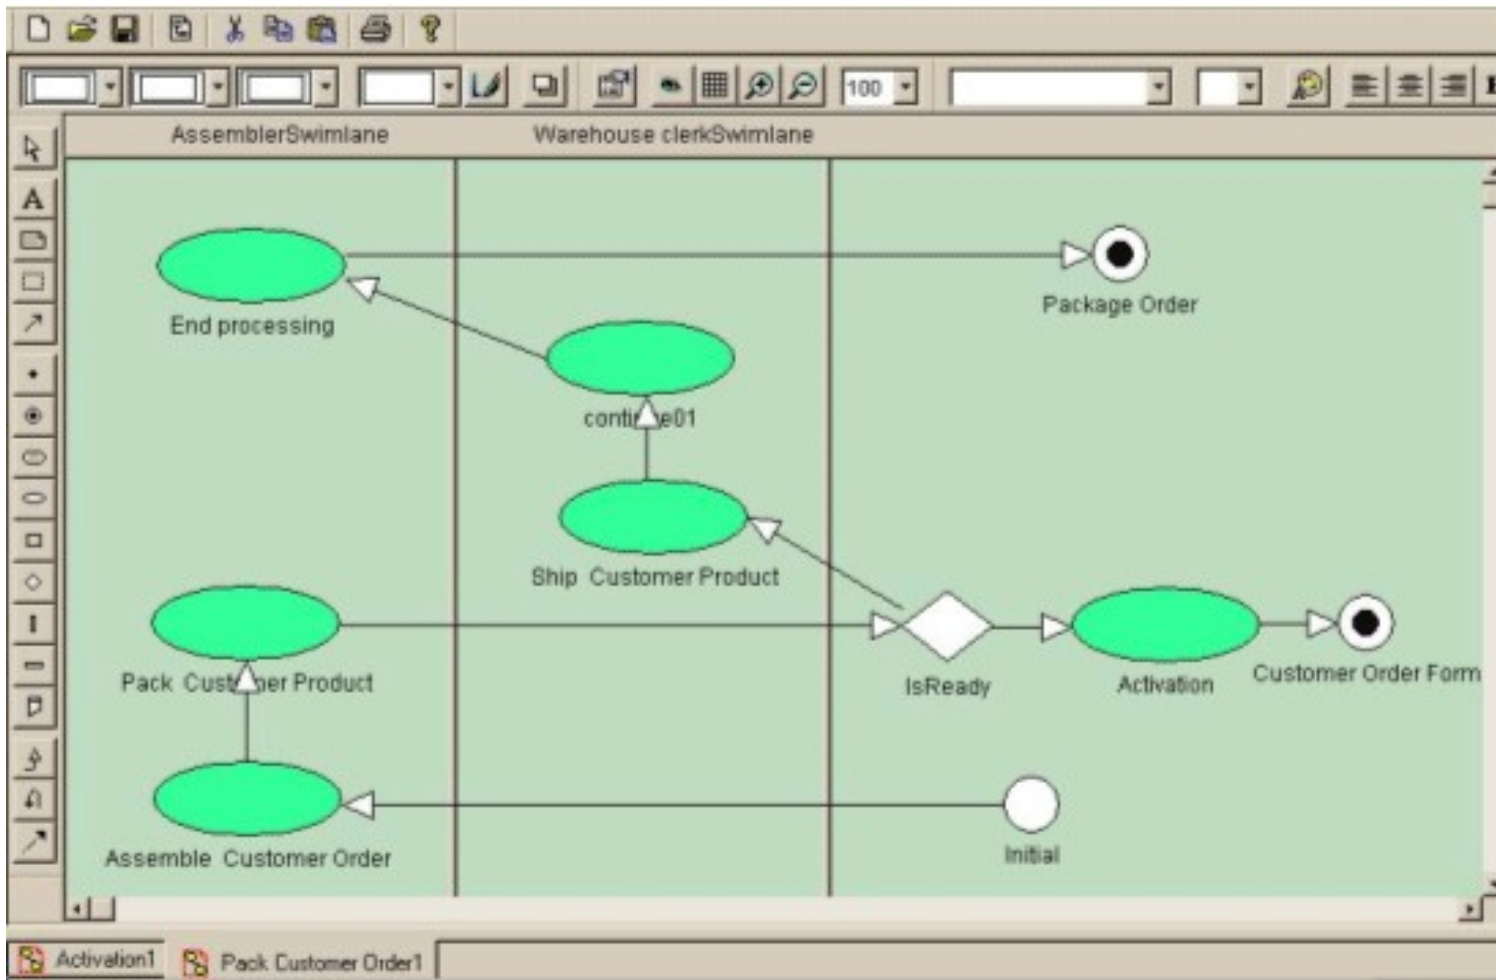 100
AssemblerSwimlane
Warehouse clerkSwimlane
A
End processing
Package Order
continue01
Ship Customer Product
Pack Customer Product
IsReady
Activation
Customer Order Form
Assemble Customer Order
Initial
Activation1
Pack Customer Order1